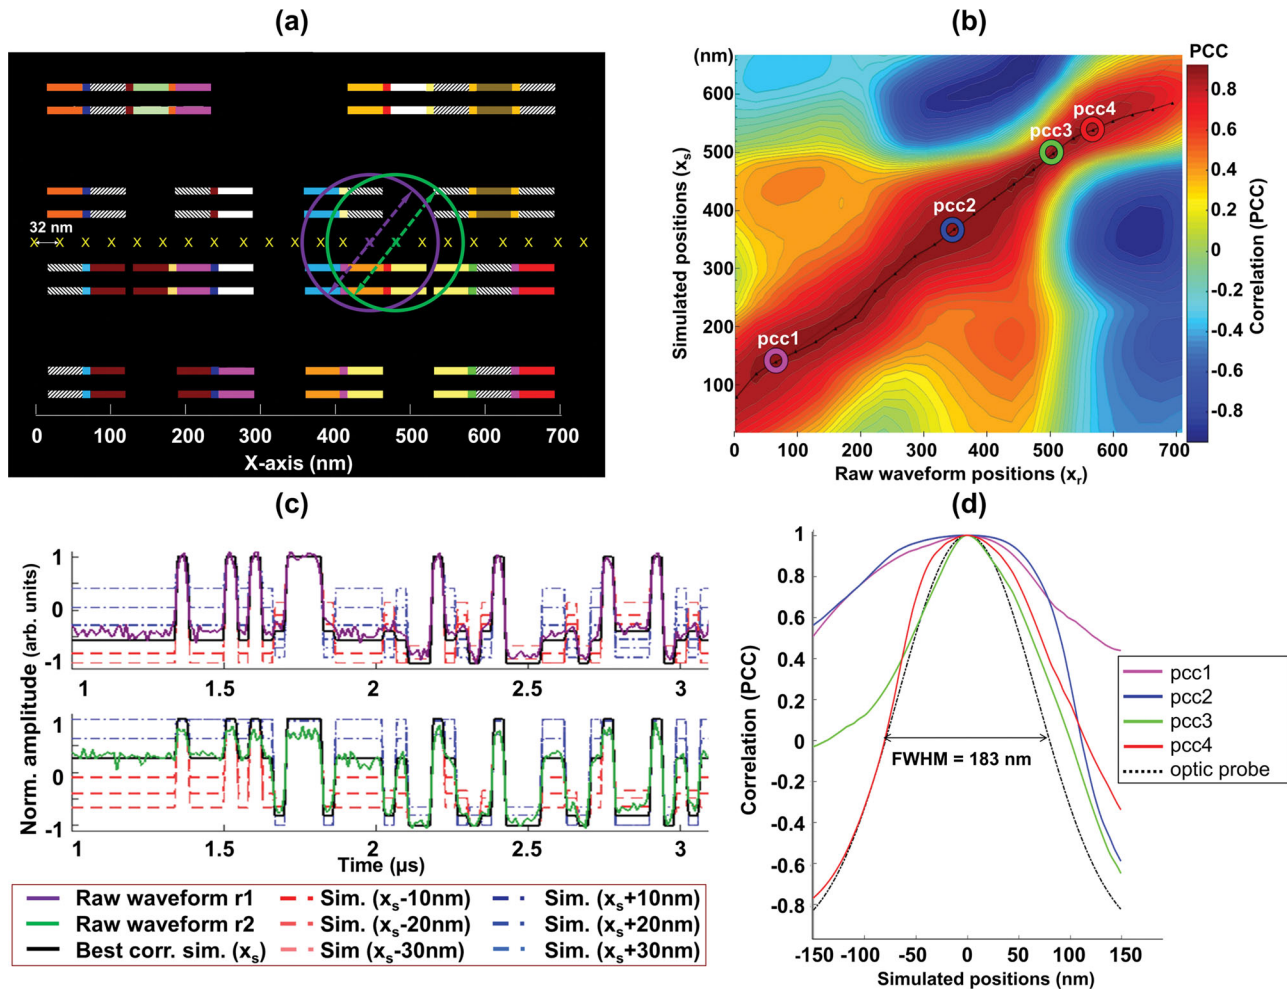 (a)
32 nm
X X X X X X X X X X X X X X X X X X X X X
0 100 200 300 400 500 600 700
X-axis (nm)
(b)
(nm)
600
500
400
300
200
100
Simulated positions (xs)
pcc1
pcc2
pcc3
pcc4
0 100 200 300 400 500 600 700
Raw waveform positions (xr)
PCC
0.8
0.6
0.4
0.2
0
-0.2
-0.4
-0.6
-0.8
Correlation (PCC)
(c)
Norm. amplitude (arb. units)
1
0
-1
1 1.5 2 2.5 3
1
0
-1
1 1.5 2 2.5 3
Time (µs)
Raw waveform r1
Raw waveform r2
Best corr. sim. (xs)
Sim. (xs-10nm)
Sim. (xs-20nm)
Sim (xs-30nm)
Sim. (xs+10nm)
Sim. (xs+20nm)
Sim. (xs+30nm)
(d)
Correlation (PCC)
1
0.8
0.6
0.4
0.2
0
-0.2
-0.4
-0.6
-0.8
FWHM = 183 nm
-150 -100 -50 0 50 100 150
Simulated positions (nm)
pcc1
pcc2
pcc3
pcc4
optic probe